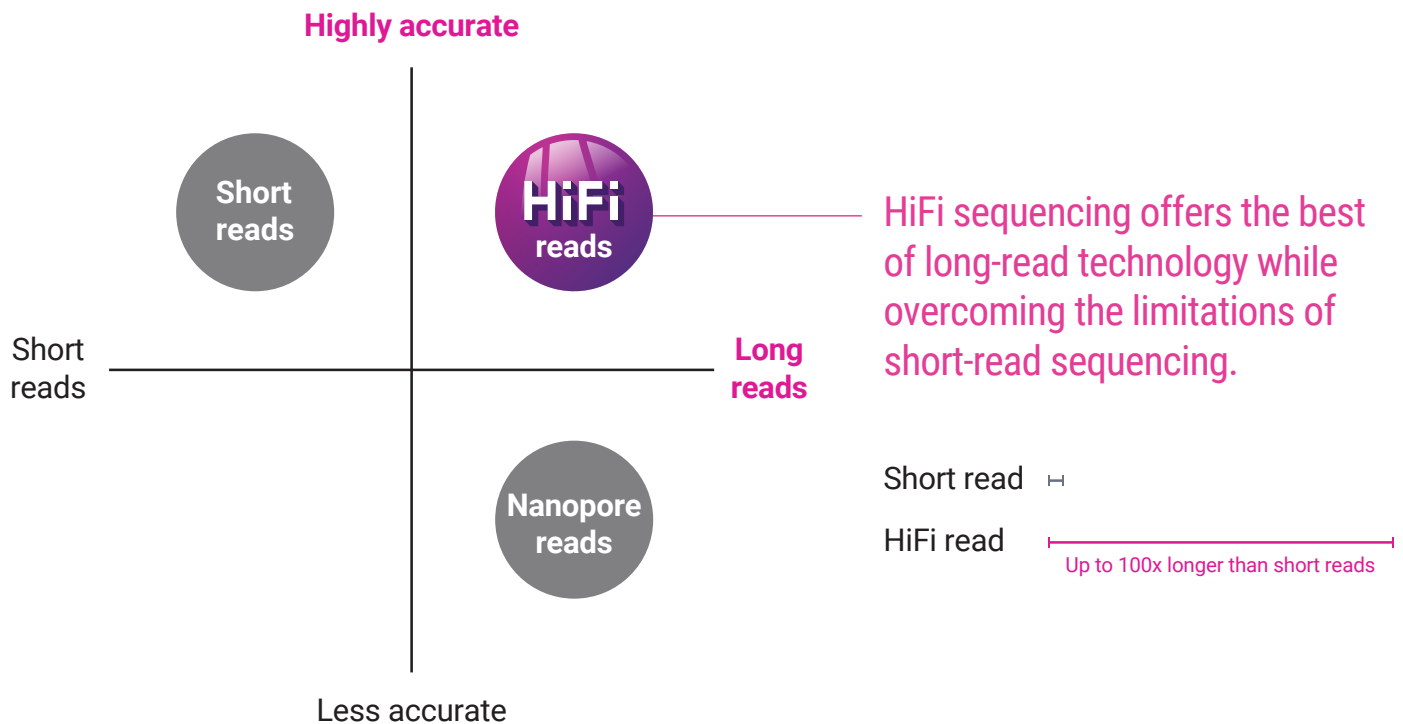 Highly accurate
Short
reads
HiFi
reads
HiFi sequencing offers the best
of long-read technology while
overcoming the limitations of
short-read sequencing.
Short
reads
Long
reads
Nanopore
reads
Short read
HiFi read
Up to 100x longer than short reads
Less accurate